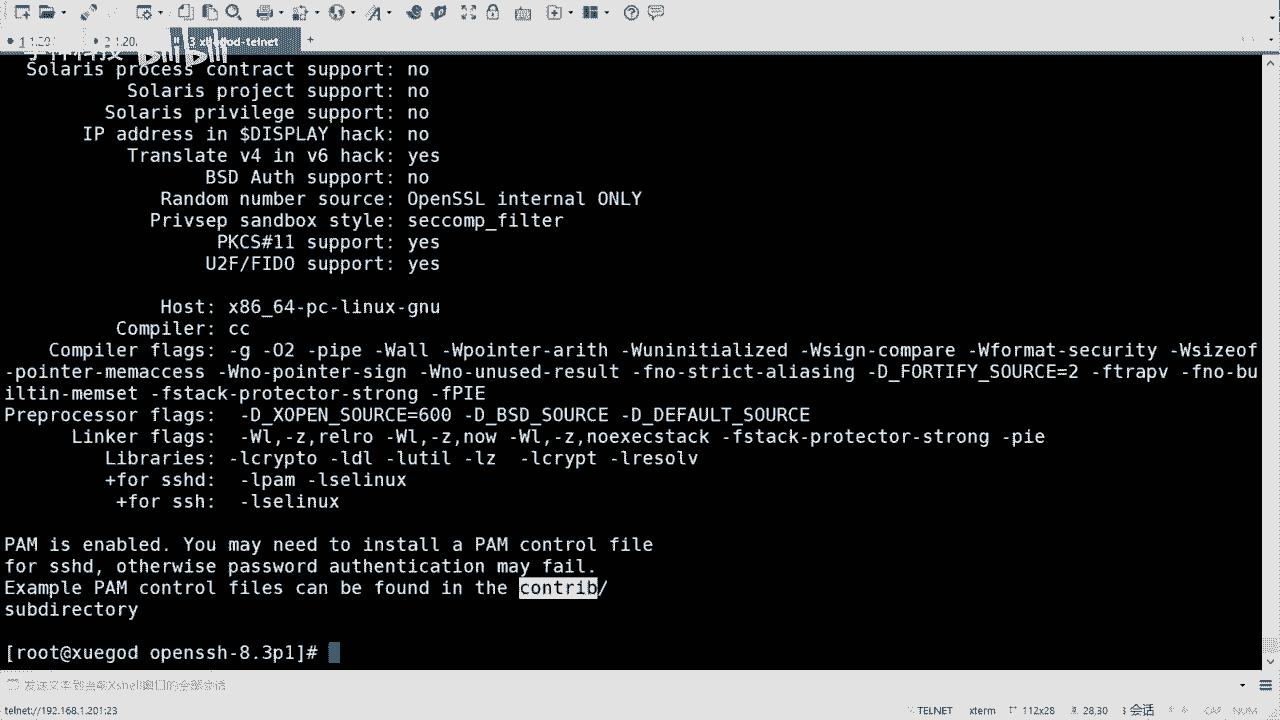 xuegod-telnet
Solaris process contract support: no
Solaris project support: no
Solaris privilege support: no
IP address in $DISPLAY hack: no
Translate v4 in v6 hack: yes
BSD Auth support: no
Random number source: OpenSSL internal ONLY
Privsep sandbox style: seccomp_filter
PKCS#11 support: yes
U2F/FIDO support: yes
Host: x86_64-pc-linux-gnu
Compiler: cc
Compiler flags: -g -O2 -pipe -Wall -Wpointer-arith -Wuninitialized -Wsign-compare -Wformat-security -Wsizeof
-pointer-memaccess -Wno-pointer-sign -Wno-unused-result -fno-strict-aliasing -D_FORTIFY_SOURCE=2 -ftrapv -fno-bu
iltin-memset -fstack-protector-strong -fPIE
Preprocessor flags: -D_XOPEN_SOURCE=600 -D_BSD_SOURCE -D_DEFAULT_SOURCE
Linker flags: -Wl,-z,relro -Wl,-z,now -Wl,-z,noexecstack -fstack-protector-strong -pie
Libraries: -lcrypto -ldl -lutil -lz -lcrypt -lresolv
+for sshd: -lpam -lselinux
+for ssh: -lselinux
PAM is enabled. You may need to install a PAM control file
for sshd, otherwise password authentication may fail.
Example PAM control files can be found in the contrib/
subdirectory
[root@xuegod openssh-8.3p1]#
发送文本到当前Xshell窗口的全部会话
telnet://192.168.1.201:23 TELNET xterm 112x28 28,30 3 会话 CAP NUM